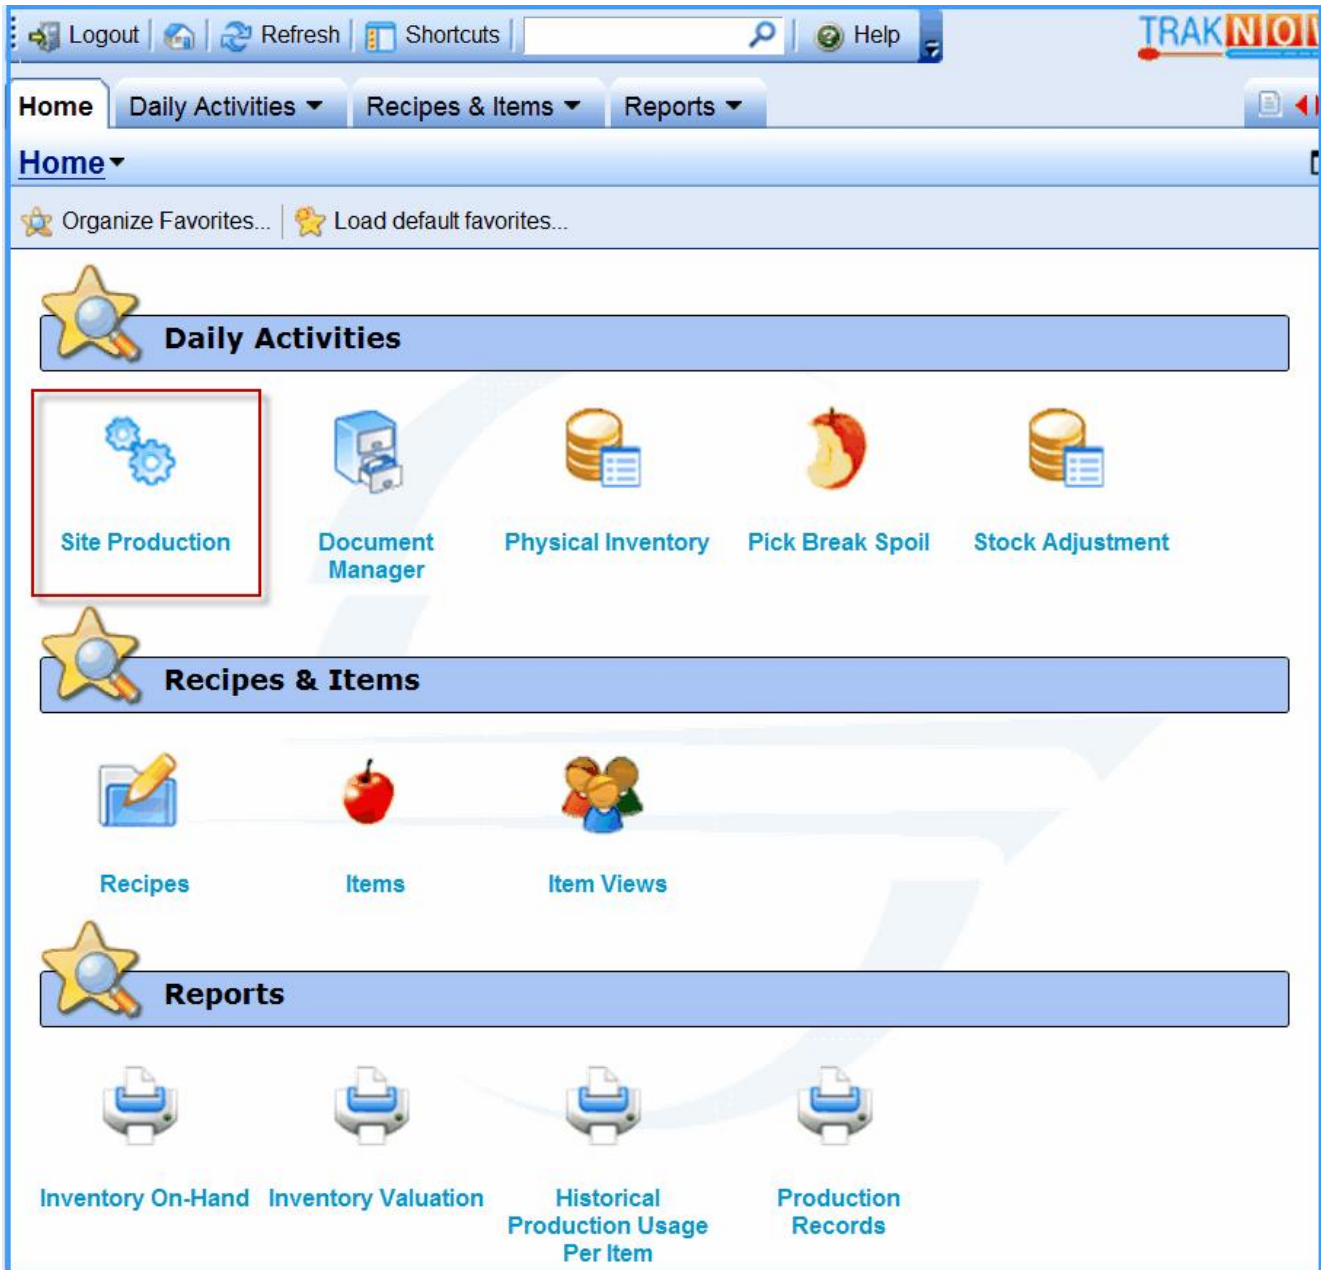 Logout Refresh Shortcuts Help
TRAKNOW
Home Daily Activities Recipes & Items Reports
Home
Organize Favorites... Load default favorites...
Daily Activities
Site Production Document Physical Inventory Pick Break Spoil Stock Adjustment
Manager
Recipes & Items
Recipes Items Item Views
Reports
Inventory On-Hand Inventory Valuation Historical Production
Production Usage Records
Per Item